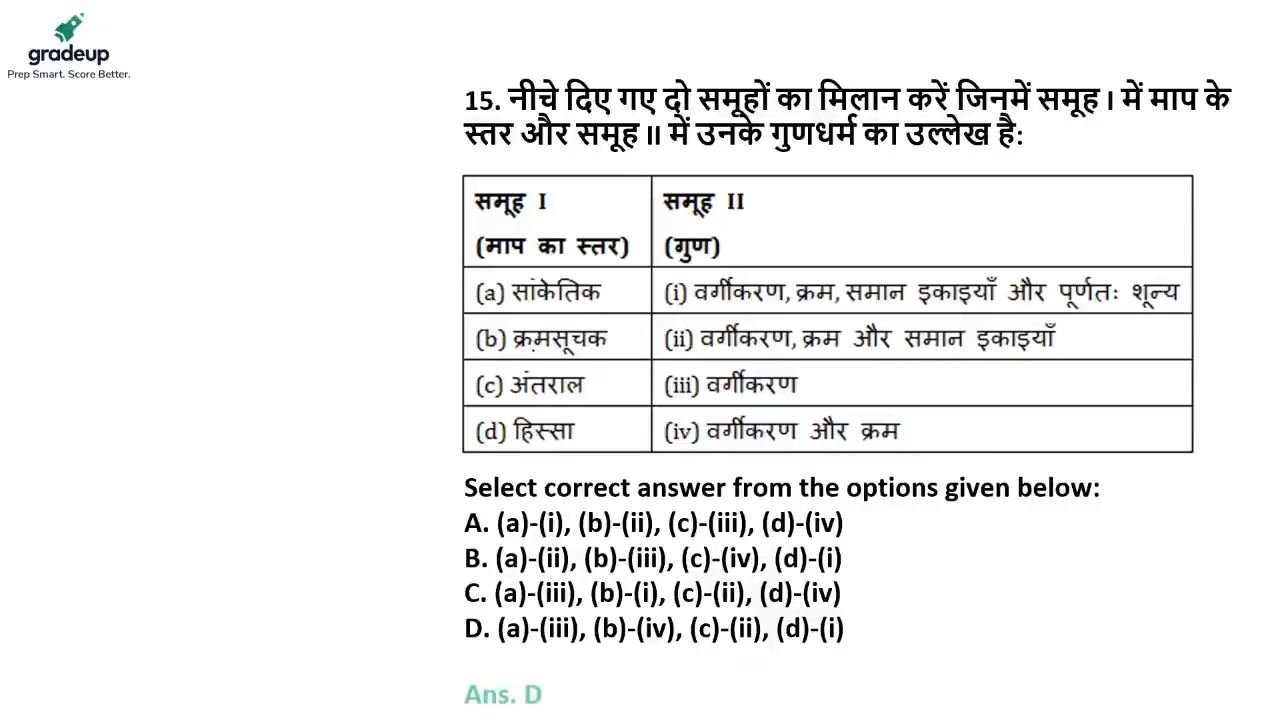 gradeup
Prep Smart. Score Better.
15. नीचे दिए गए दो समूहों का मिलान करें जिनमें समूह I में माप के
स्तर और समूह II में उनके गुणधर्म का उल्लेख है:
समूह I
(माप का स्तर)
समूह II
(गुण)
(a) सांकेतिक
(i) वर्गीकरण, क्रम, समान इकाइयाँ और पूर्णतः शून्य
(b) क्रमसूचक
(ii) वर्गीकरण, क्रम और समान इकाइयाँ
(c) अंतराल
(iii) वर्गीकरण
(d) हिस्सा
(iv) वर्गीकरण और क्रम
Select correct answer from the options given below:
A. (a)-(i), (b)-(ii), (c)-(iii), (d)-(iv)
B. (a)-(ii), (b)-(iii), (c)-(iv), (d)-(i)
C. (a)-(iii), (b)-(i), (c)-(ii), (d)-(iv)
D. (a)-(iii), (b)-(iv), (c)-(ii), (d)-(i)
Ans. D